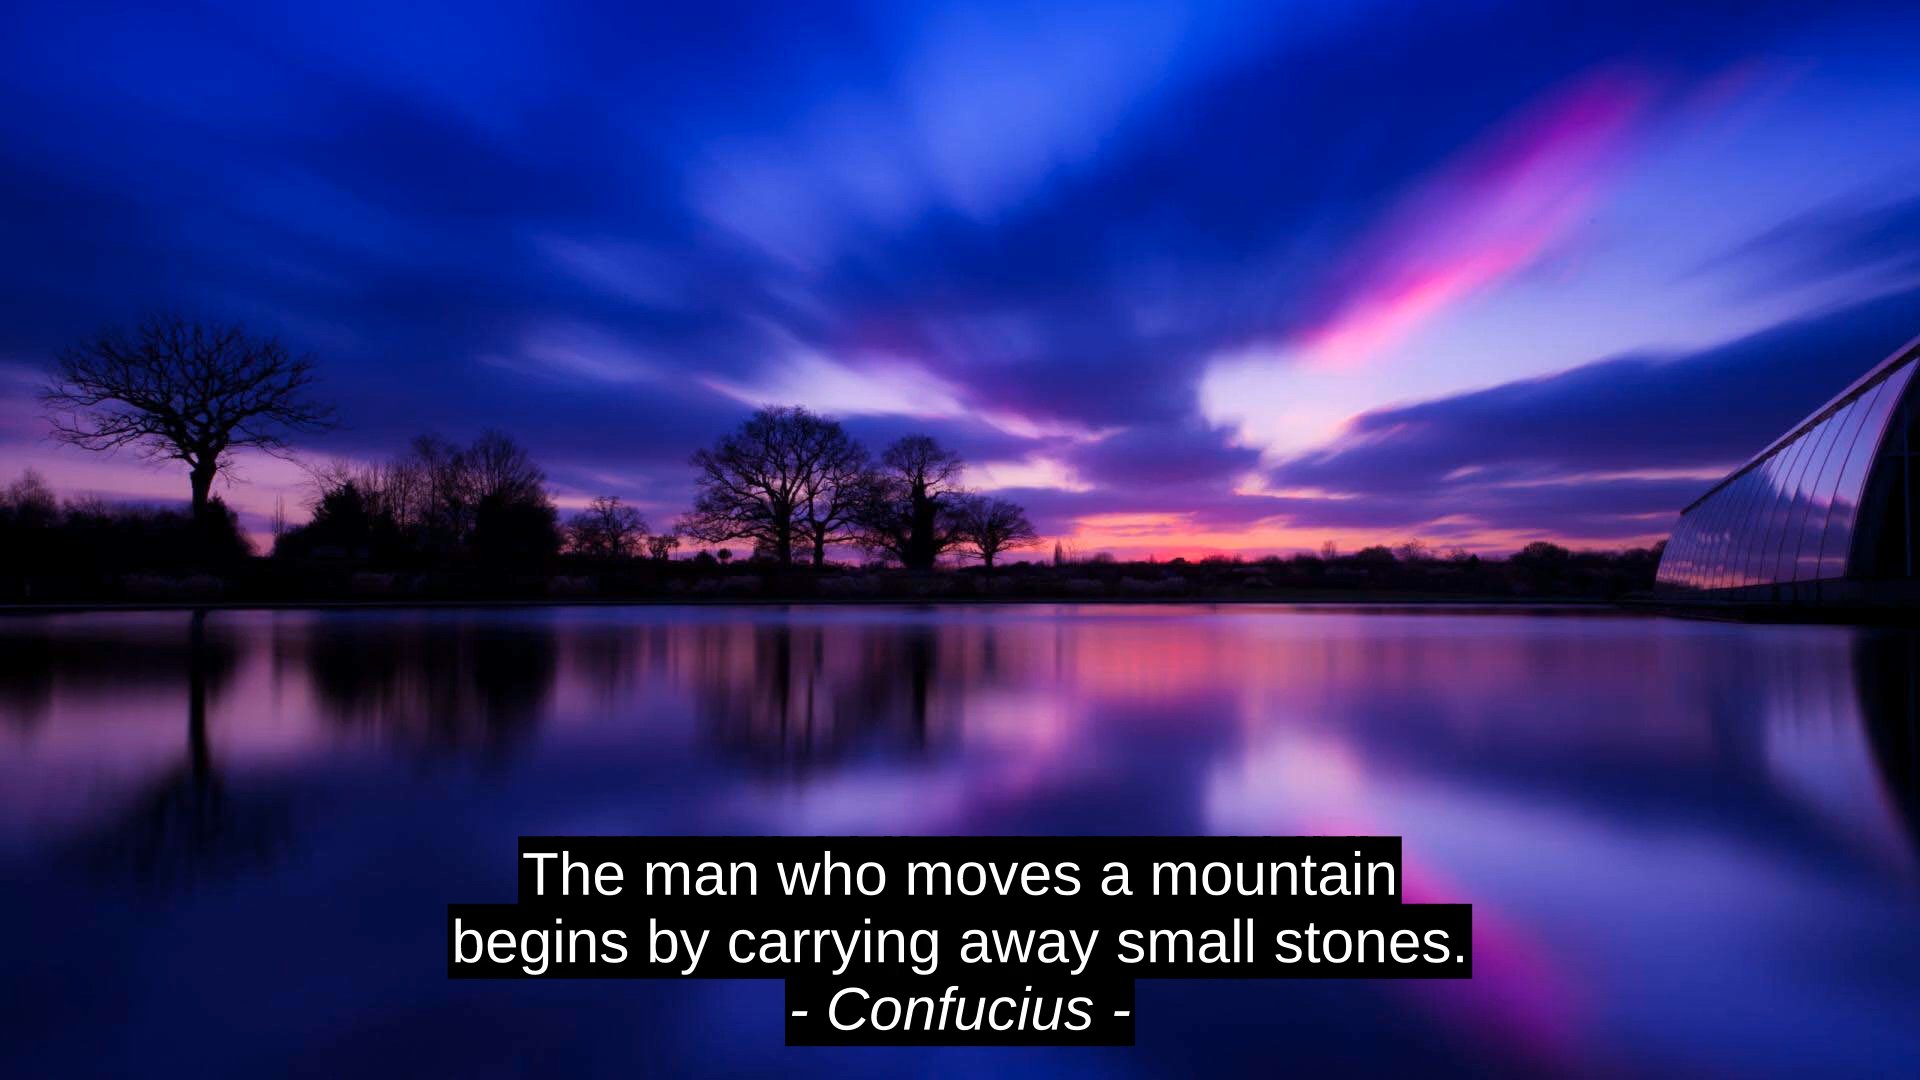 The man who moves a mountain
begins by carrying away small stones.
- Confucius -